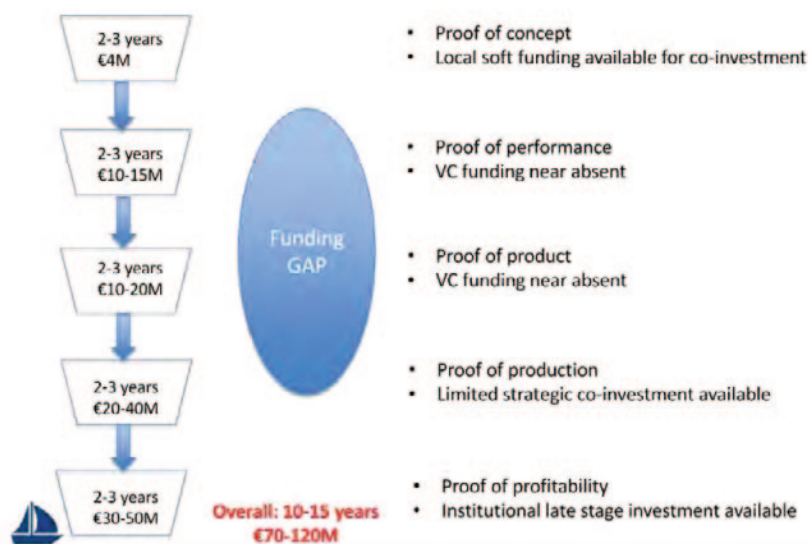 2-3 years
€4M
• Proof of concept
• Local soft funding available for co-investment
2-3 years
€10-15M
• Proof of performance
• VC funding near absent
Funding
GAP
2-3 years
€10-20M
• Proof of product
• VC funding near absent
2-3 years
€20-40M
• Proof of production
• Limited strategic co-investment available
2-3 years
€30-50M
Overall: 10-15 years
€70-120M
• Proof of profitability
• Institutional late stage investment available